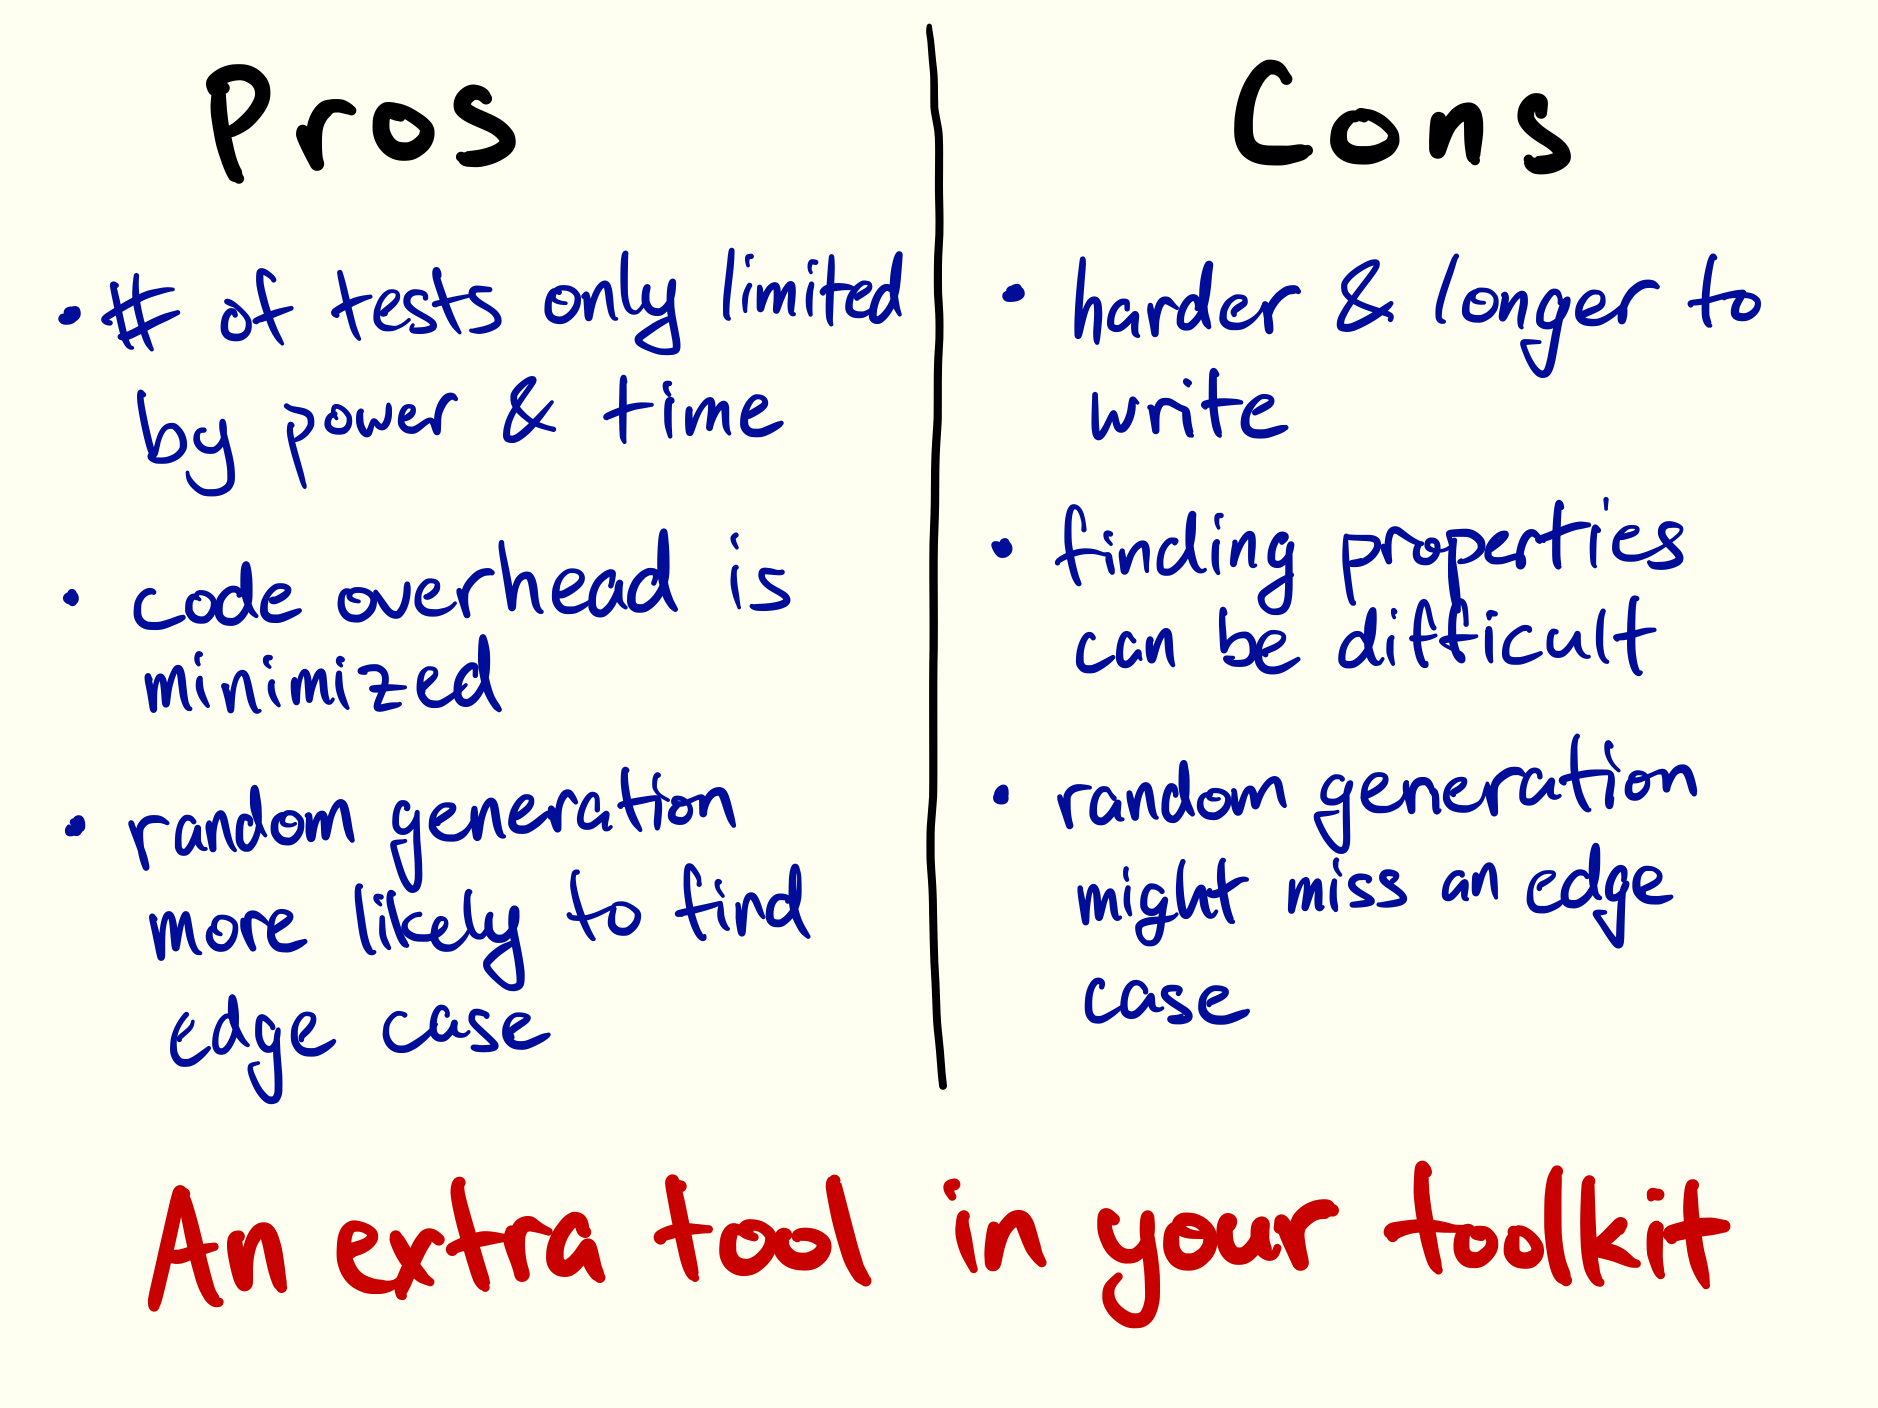 Pros
• # of tests only limited
by power & time
• code overhead is
minimized
• random generation
more likely to find
edge case
Cons
• harder & longer to
write
• finding properties
can be difficult
• random generation
might miss an edge
case
An extra tool in your toolkit